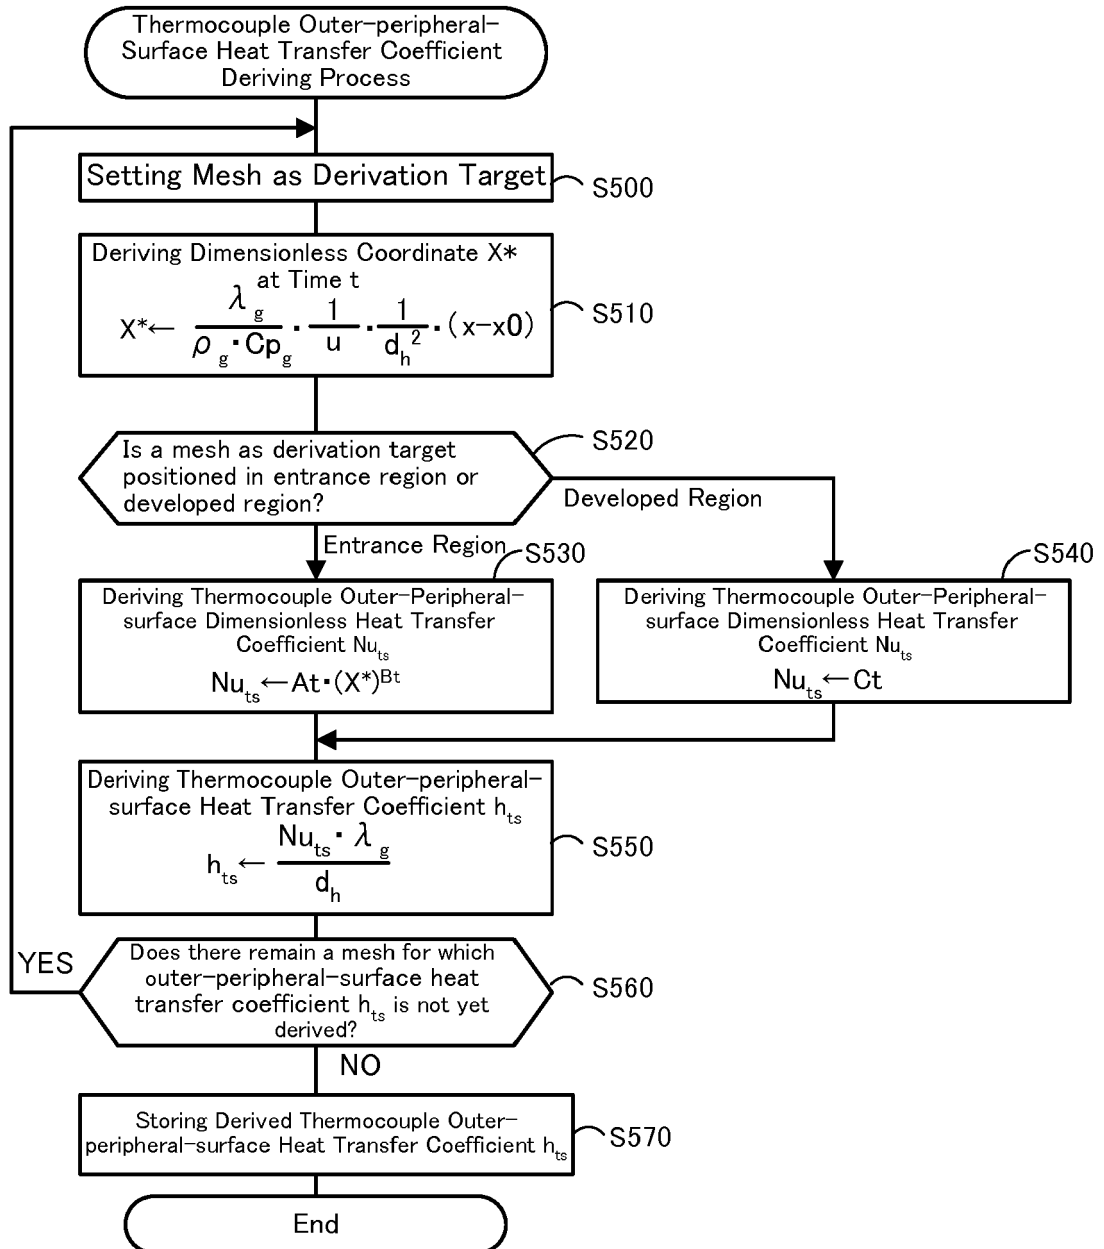 Thermocouple Outer-peripheral-
Surface Heat Transfer Coefficient
Deriving Process
Setting Mesh as Derivation Target
S500
Deriving Dimensionless Coordinate X*
at Time t
X*← λg / ρg・Cpg ・ 1 / u ・ 1 / dh² ・(x-x0)
S510
Is a mesh as derivation target
positioned in entrance region or
developed region?
S520
Developed Region
Entrance Region
S530
Deriving Thermocouple Outer-Peripheral-
surface Dimensionless Heat Transfer
Coefficient Nuts
Nuts←At・(X*)Bt
S540
Deriving Thermocouple Outer-Peripheral-
surface Dimensionless Heat Transfer
Coefficient Nuts
Nuts←Ct
Deriving Thermocouple Outer-peripheral-
surface Heat Transfer Coefficient hts
hts← Nuts・λg / dh
S550
YES
Does there remain a mesh for which
outer-peripheral-surface heat
transfer coefficient hts is not yet
derived?
S560
NO
Storing Derived Thermocouple Outer-
peripheral-surface Heat Transfer Coefficient hts
S570
End